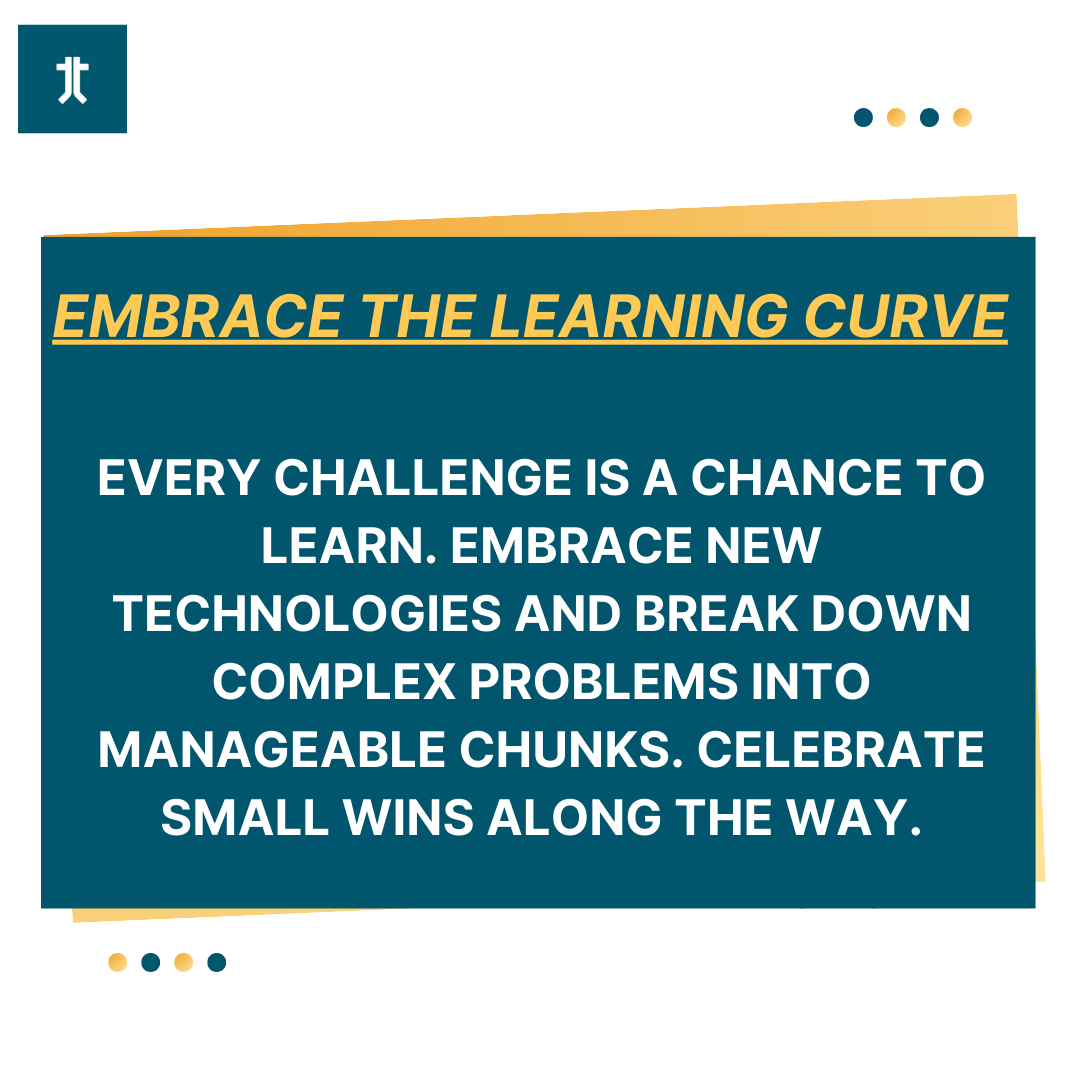 EMBRACE THE LEARNING CURVE
EVERY CHALLENGE IS A CHANCE TO
LEARN. EMBRACE NEW
TECHNOLOGIES AND BREAK DOWN
COMPLEX PROBLEMS INTO
MANAGEABLE CHUNKS. CELEBRATE
SMALL WINS ALONG THE WAY.